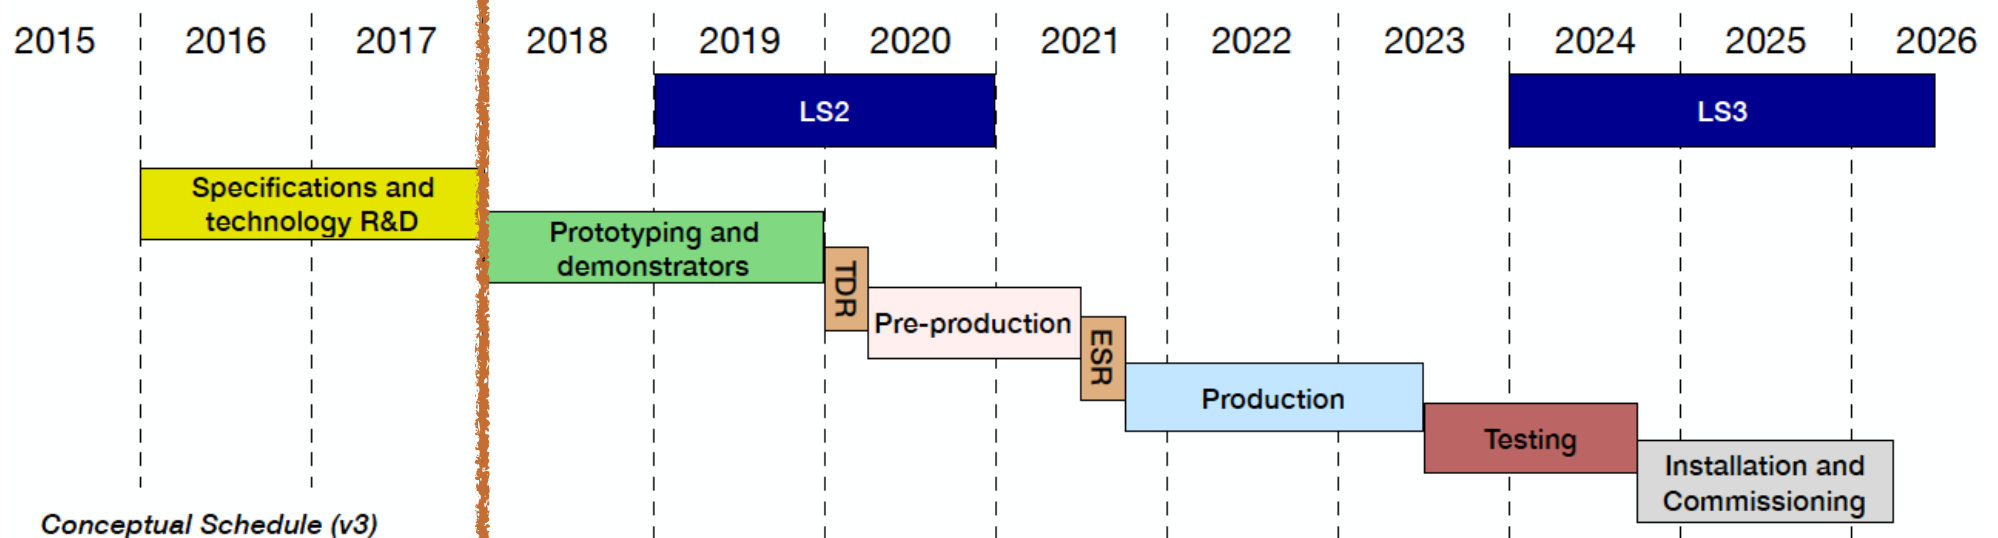 2015 2016 2017 2018 2019 2020 2021 2022 2023 2024 2025 2026
LS2 LS3
Specifications and
technology R&D
Prototyping and
demonstrators
TDR
Pre-production
ESR
Production
Testing
Installation and
Commissioning
Conceptual Schedule (v3)